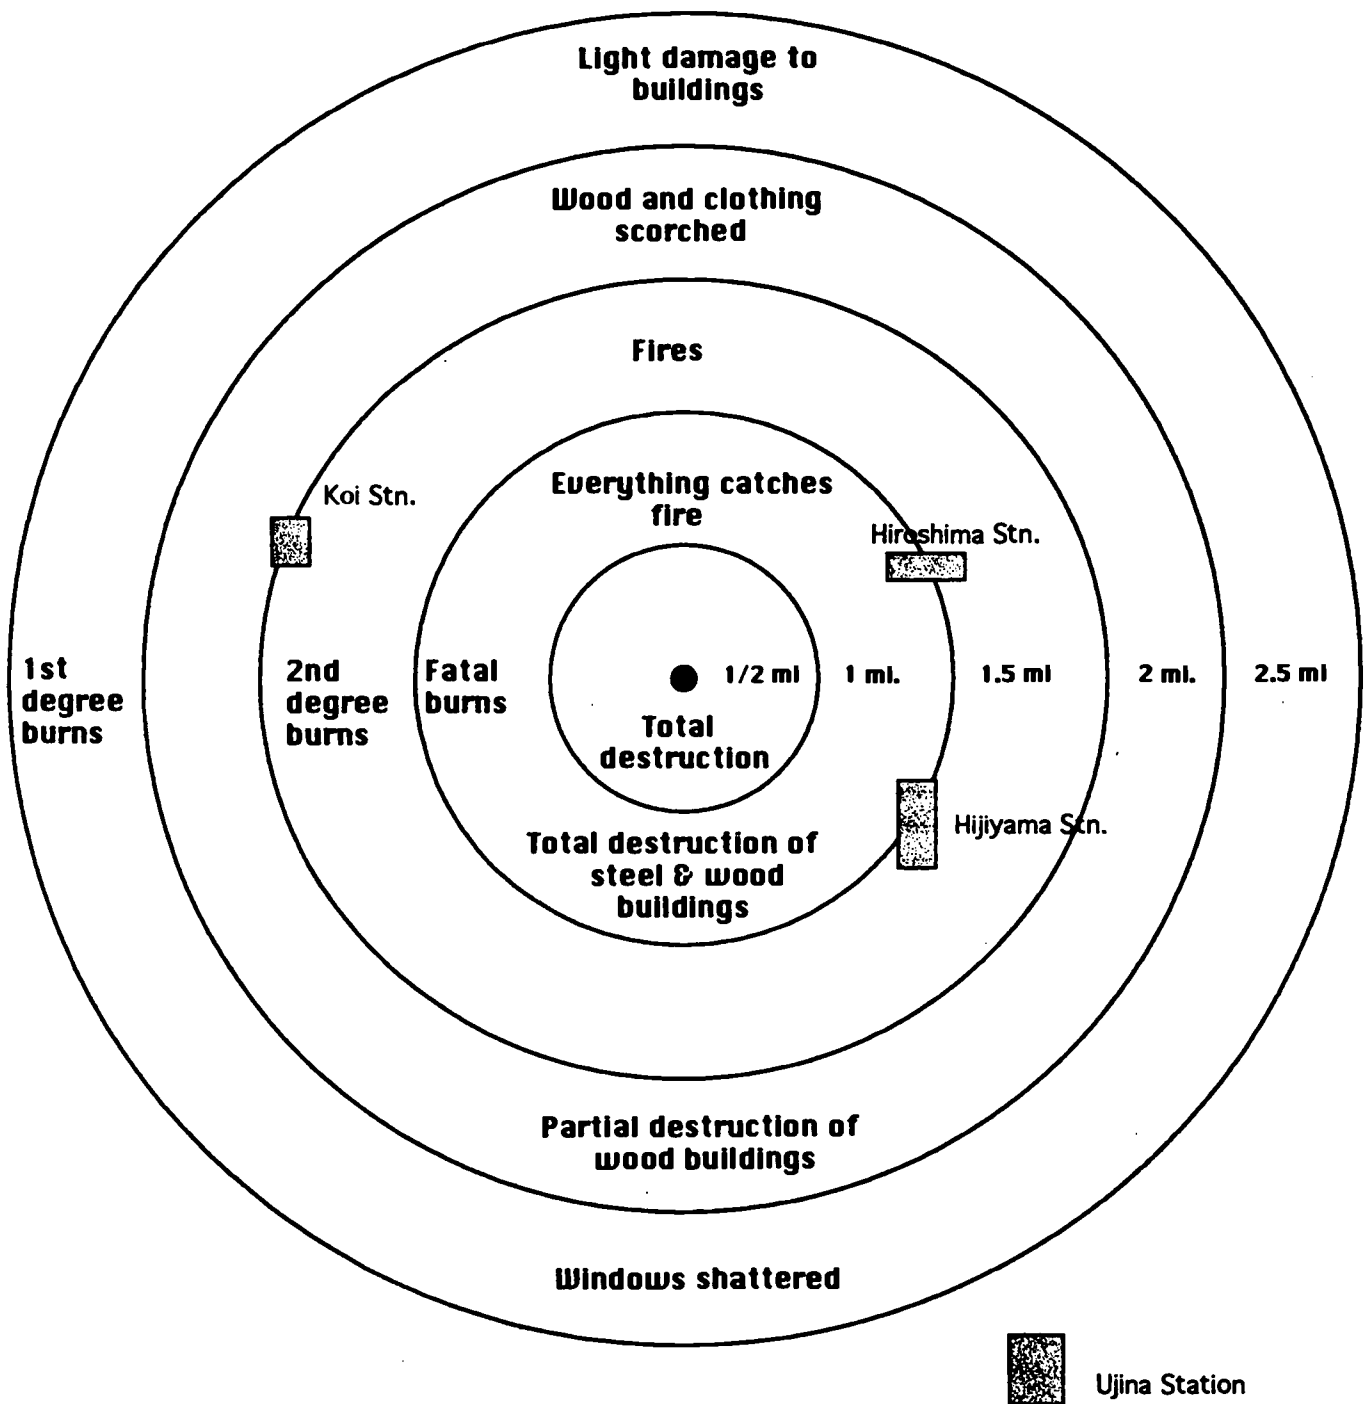 Light damage to
buildings
Wood and clothing
scorched
Fires
Everything catches
fire
Koi Stn.
Hiroshima Stn.
1st
degree
burns
2nd
degree
burns
Fatal
burns
1/2 mi
1 mi.
1.5 mi
2 mi.
2.5 mi
Total
destruction
Hijiyama Stn.
Total destruction of
steel & wood
buildings
Partial destruction of
wood buildings
Windows shattered
Ujina Station